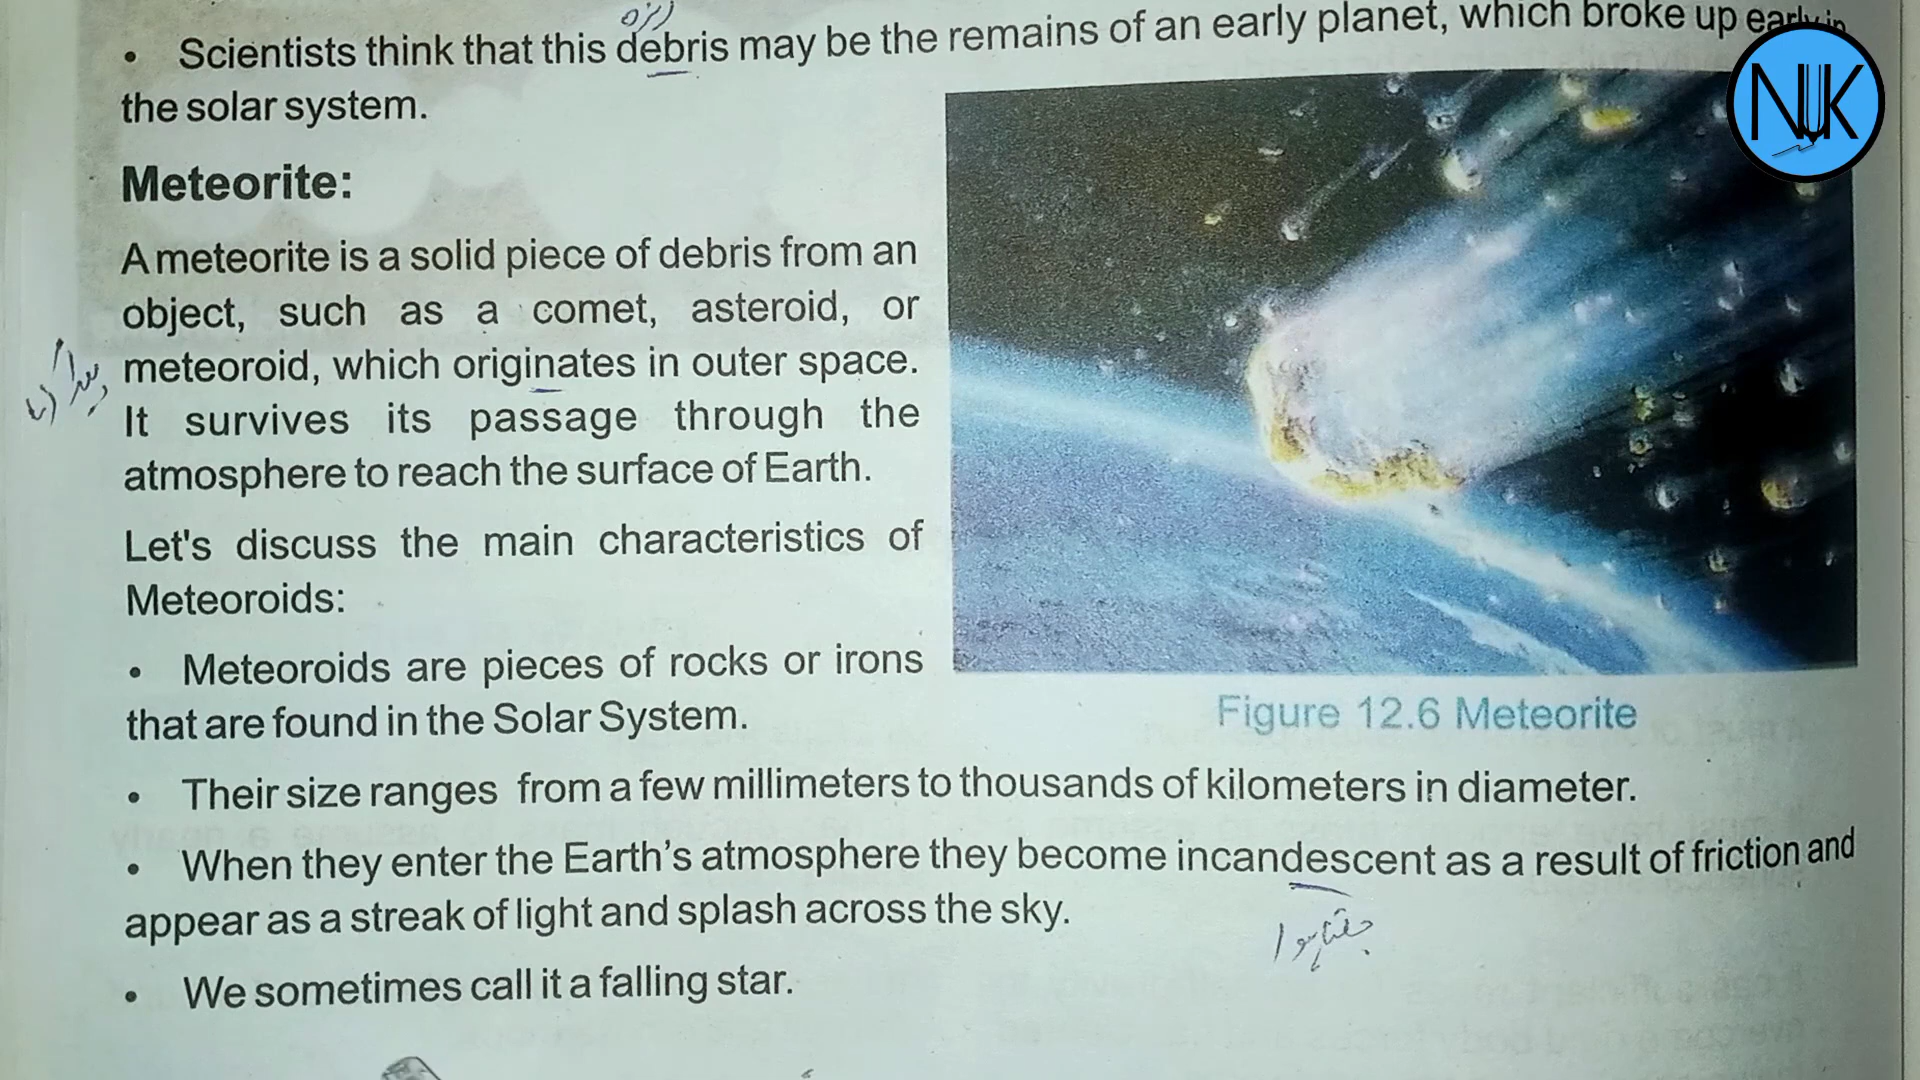 • Scientists think that this debris may be the remains of an early planet, which broke up early in
the solar system.
NJK
Meteorite:
A meteorite is a solid piece of debris from an
object, such as a comet, asteroid, or
meteoroid, which originates in outer space.
It survives its passage through the
atmosphere to reach the surface of Earth.
Let's discuss the main characteristics of
Meteoroids:
• Meteoroids are pieces of rocks or irons
that are found in the Solar System.
Figure 12.6 Meteorite
• Their size ranges from a few millimeters to thousands of kilometers in diameter.
• When they enter the Earth's atmosphere they become incandescent as a result of friction and
appear as a streak of light and splash across the sky.
• We sometimes call it a falling star.